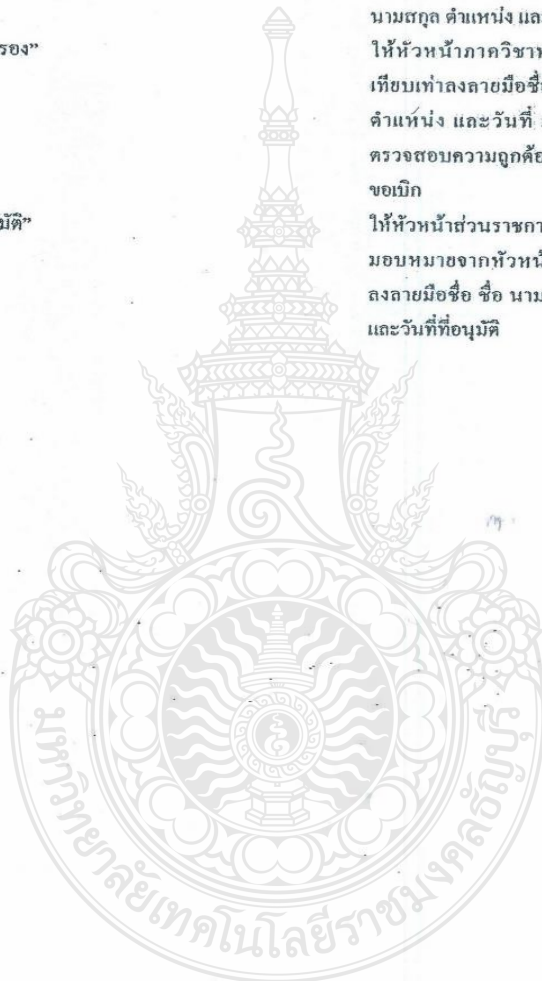 นามสกุล ตำแหน่ง และ
รอง”
ให้หัวหน้าภาควิชาห
เทียบเท่าลงลายมือชื่
ตำแหน่ง และวันที่
ตรวจสอบความถูกต้อ
ขอเบิก
มัติ”
ให้หัวหน้าส่วนราชกา
มอบหมายจากหัวหน้
ลงลายมือชื่อ ชื่อ นาม
และวันที่ที่อนุมัติ
มหาวิทยาลัยเทคโนโลยีราชมงคลธัญบุรี